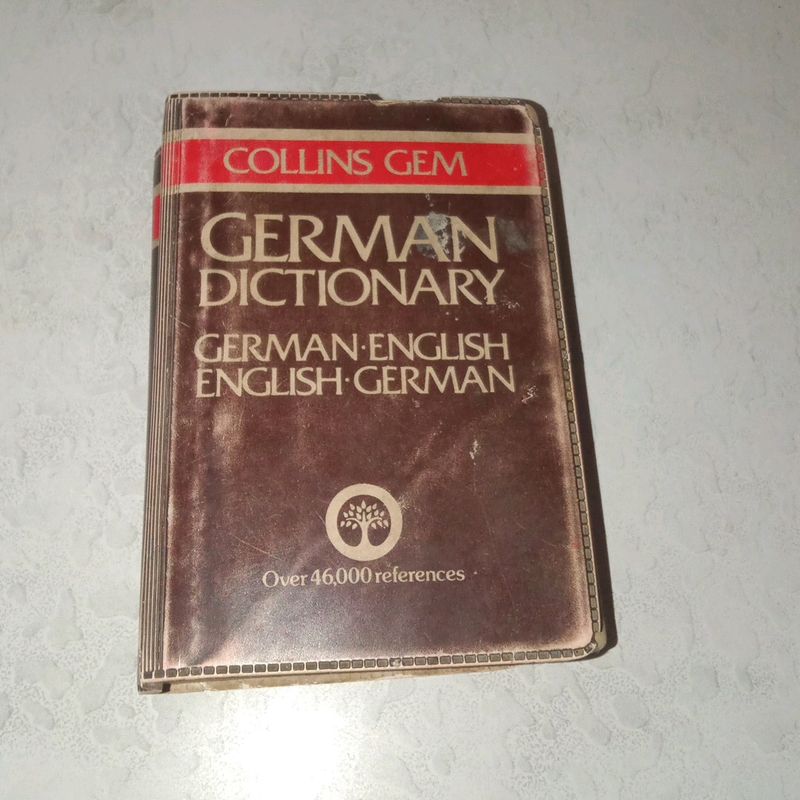 COLLINS GEM
GERMAN
DICTIONARY
GERMAN·ENGLISH
ENGLISH·GERMAN
Over 46,000 references